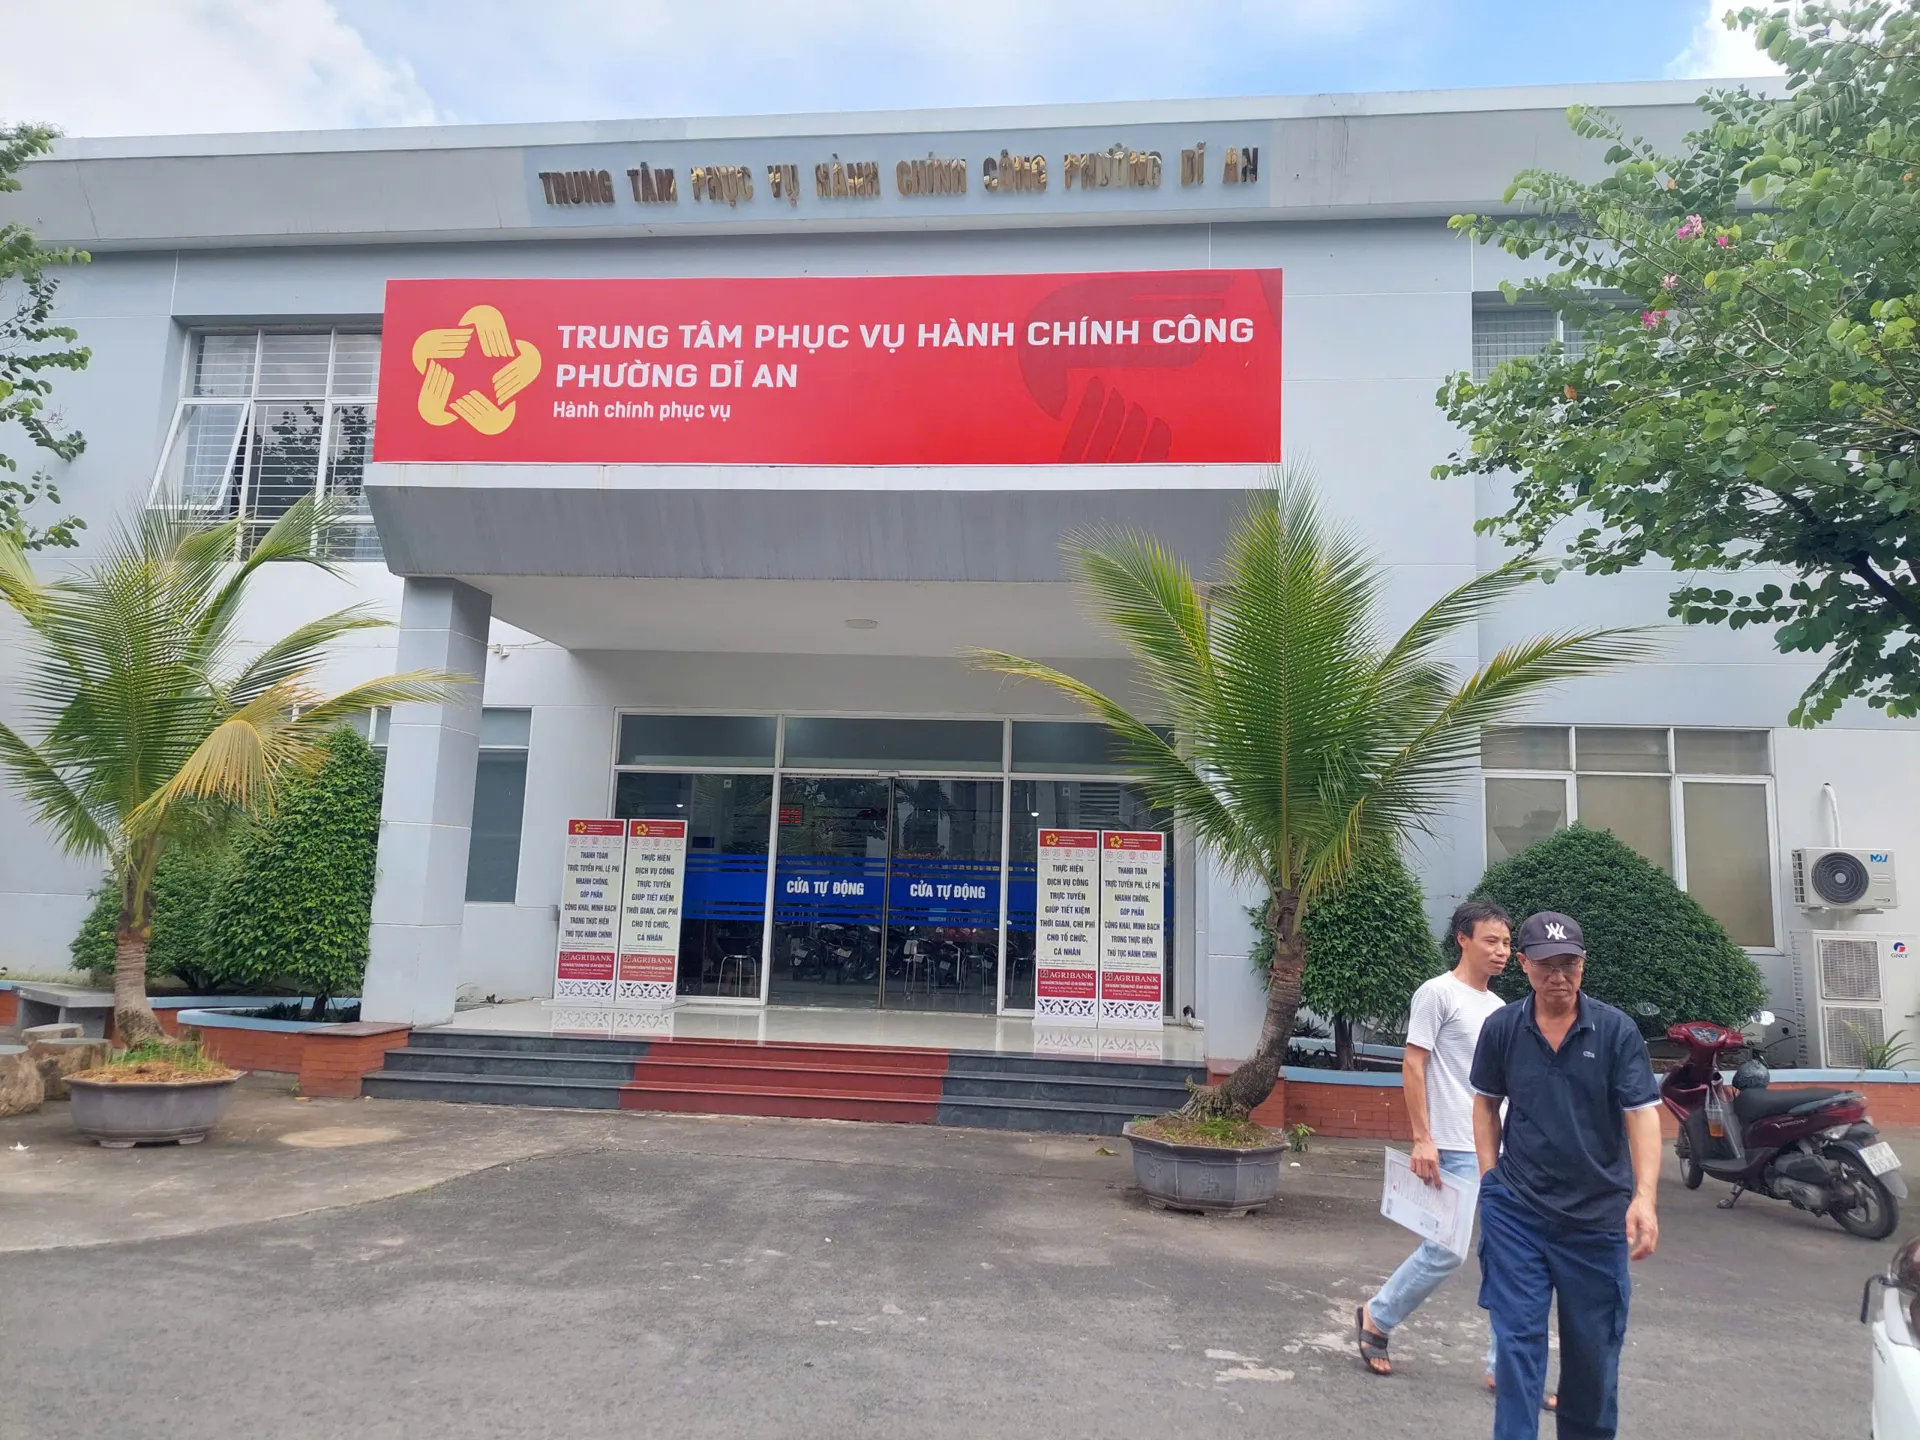 TRUNG TÂM PHỤC VỤ HÀNH CHÍNH CÔNG PHƯỜNG DĨ AN
TRUNG TÂM PHỤC VỤ HÀNH CHÍNH CÔNG
PHƯỜNG DĨ AN
Hành chính phục vụ
THANH TOÁN
TRỰC TUYẾN PHÍ, LỆ PHÍ
NHANH CHÓNG,
GÓP PHẦN
CÔNG KHAI, MINH BẠCH
TRONG THỰC HIỆN
THỦ TỤC HÀNH CHÍNH
AGRIBANK
THỰC HIỆN
DỊCH VỤ CÔNG
TRỰC TUYẾN
GIÚP TIẾT KIỆM
THỜI GIAN, CHI PHÍ
CHO TỔ CHỨC,
CÁ NHÂN
AGRIBANK
CỬA TỰ ĐỘNG
CỬA TỰ ĐỘNG
THỰC HIỆN
DỊCH VỤ CÔNG
TRỰC TUYẾN
GIÚP TIẾT KIỆM
THỜI GIAN, CHI PHÍ
CHO TỔ CHỨC,
CÁ NHÂN
AGRIBANK
THANH TOÁN
TRỰC TUYẾN PHÍ, LỆ PHÍ
NHANH CHÓNG,
GÓP PHẦN
CÔNG KHAI, MINH BẠCH
TRONG THỰC HIỆN
THỦ TỤC HÀNH CHÍNH
AGRIBANK
GREE